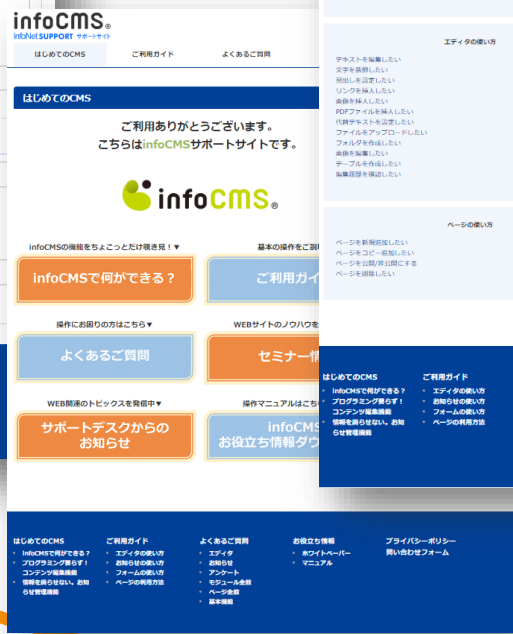 infoCMS®
infoNet SUPPORT サポートサイト
はじめてのCMS
ご利用ガイド
よくあるご質問
はじめてのCMS
ご利用ありがとうございます。
こちらはinfoCMSサポートサイトです。
infoCMS®
infoCMSの機能をちょこっとだけ覗き見！▼
infoCMSで何ができる？
基本の操作をご説
ご利用ガイ
操作にお困りの方はこちら▼
よくあるご質問
WEBサイトのノウハウを
セミナー情
WEB関連のトピックスを発信中▼
サポートデスクからの
お知らせ
操作マニュアルはこち
infoCMS
お役立ち情報ダウ
はじめてのCMS
infoCMSで何ができる？
プログラミング要らず！
コンテンツ編集機能
情報を腐らせない。お知
らせ管理機能
ご利用ガイド
エディタの使い方
お知らせの使い方
フォームの使い方
ページの利用方法
よくあるご質問
エディタ
お知らせ
アンケート
モジュール全般
ページ全般
基本機能
お役立ち情報
ホワイトペーパー
マニュアル
プライバシーポリシー
問い合わせフォーム
エディタの使い方
テキストを編集したい
文字を装飾したい
見出しを設定したい
リンクを挿入したい
画像を挿入したい
PDFファイルを挿入したい
代替テキストを設定したい
ファイルをアップロードしたい
フォルダを作成したい
画像を編集したい
テーブルを作成したい
編集履歴を確認したい
ページの使い方
ページを新規追加したい
ページをコピー追加したい
ページを公開/非公開にする
ページを削除したい
はじめてのCMS
infoCMSで何ができる？
プログラミング要らず！
コンテンツ編集機能
情報を腐らせない。お知
らせ管理機能
ご利用ガイド
エディタの使い方
お知らせの使い方
フォームの使い方
ページの利用方法